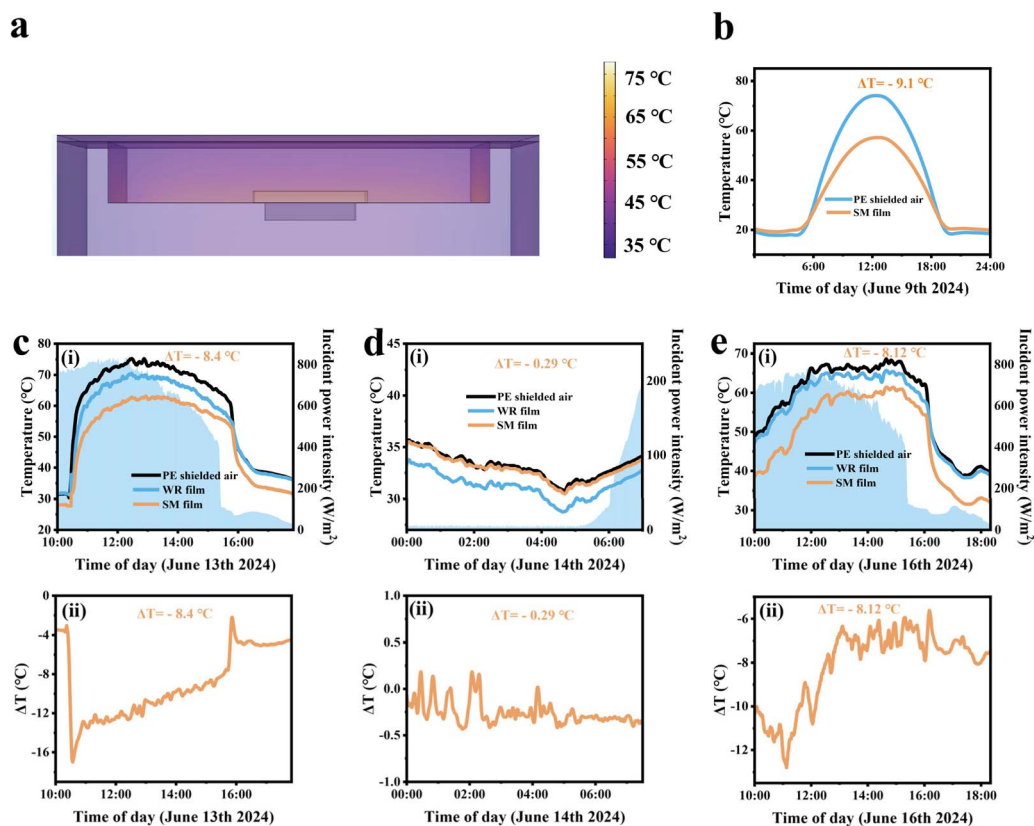 a
75 °C
65 °C
55 °C
45 °C
35 °C
b
ΔT= - 9.1 °C
Temperature (°C)
80
60
40
20
PE shielded air
SM film
6:00
12:00
18:00
24:00
Time of day (June 9th 2024)
c
(i)
ΔT= - 8.4 °C
Temperature (°C)
80
70
60
50
40
30
20
PE shielded air
WR film
SM film
800
600
400
200
0
Incident power intensity (W/m²)
10:00
12:00
14:00
16:00
Time of day (June 13th 2024)
d
(i)
ΔT= - 0.29 °C
Temperature (°C)
45
39
36
33
30
PE shielded air
WR film
SM film
200
100
0
Incident power intensity (W/m²)
00:00
02:00
04:00
06:00
Time of day (June 14th 2024)
e
(i)
ΔT= - 8.12 °C
Temperature (°C)
70
60
50
40
30
PE shielded air
WR film
SM film
800
600
400
200
0
Incident power intensity (W/m²)
10:00
12:00
14:00
16:00
18:00
Time of day (June 16th 2024)
(ii)
ΔT= - 8.4 °C
ΔT (°C)
0
-4
-8
-12
-16
10:00
12:00
14:00
16:00
Time of day (June 13th 2024)
(ii)
ΔT= - 0.29 °C
ΔT (°C)
1.0
0.5
0.0
-0.5
-1.0
00:00
02:00
04:00
06:00
Time of day (June 14th 2024)
(ii)
ΔT= - 8.12 °C
ΔT (°C)
-6
-8
-10
-12
10:00
12:00
14:00
16:00
18:00
Time of day (June 16th 2024)